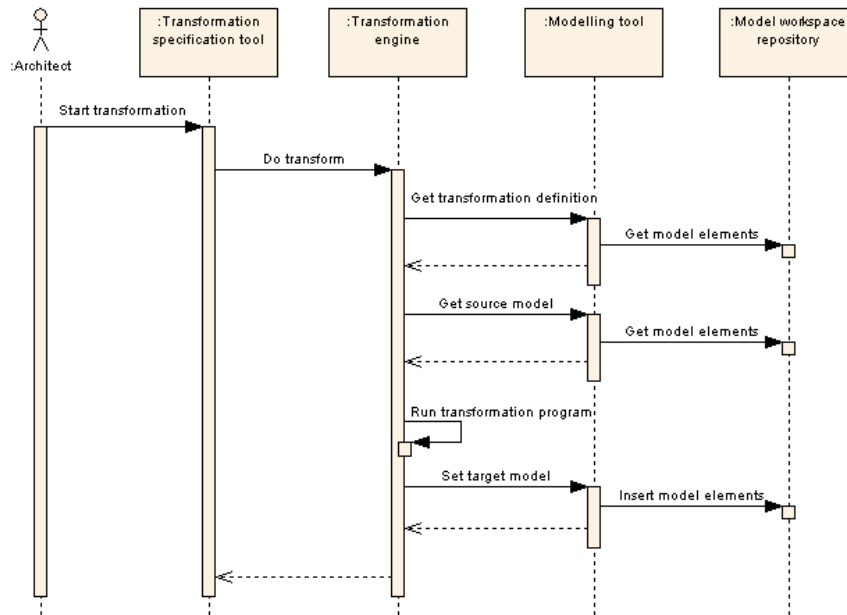 :Architect
:Transformation
specification tool
:Transformation
engine
:Modelling tool
:Model workspace
repository
Start transformation
Do transform
Get transformation definition
Get model elements
Get source model
Get model elements
Run transformation program
Set target model
Insert model elements